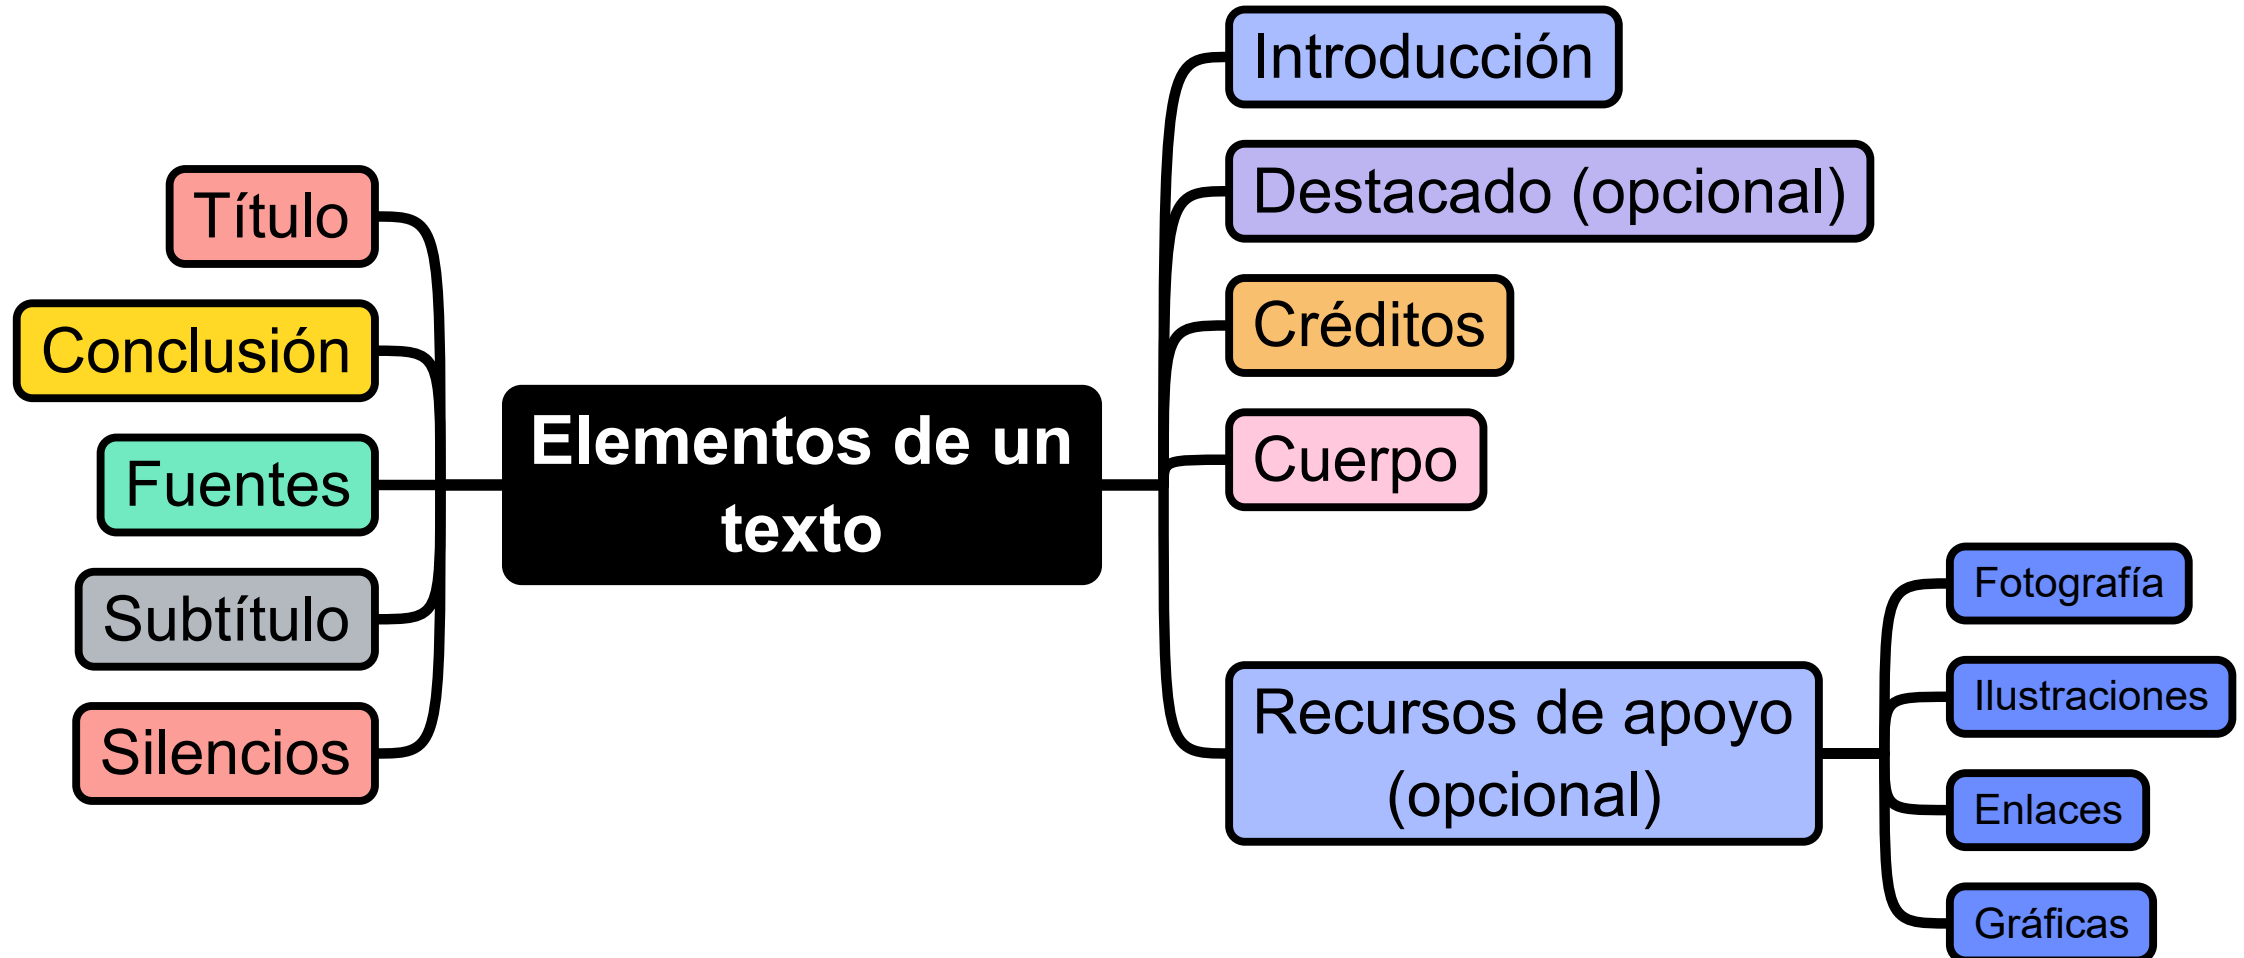 Título
Conclusión
Fuentes
Subtítulo
Silencios
Elementos de un
texto
Introducción
Destacado (opcional)
Créditos
Cuerpo
Recursos de apoyo
(opcional)
Fotografía
Ilustraciones
Enlaces
Gráficas